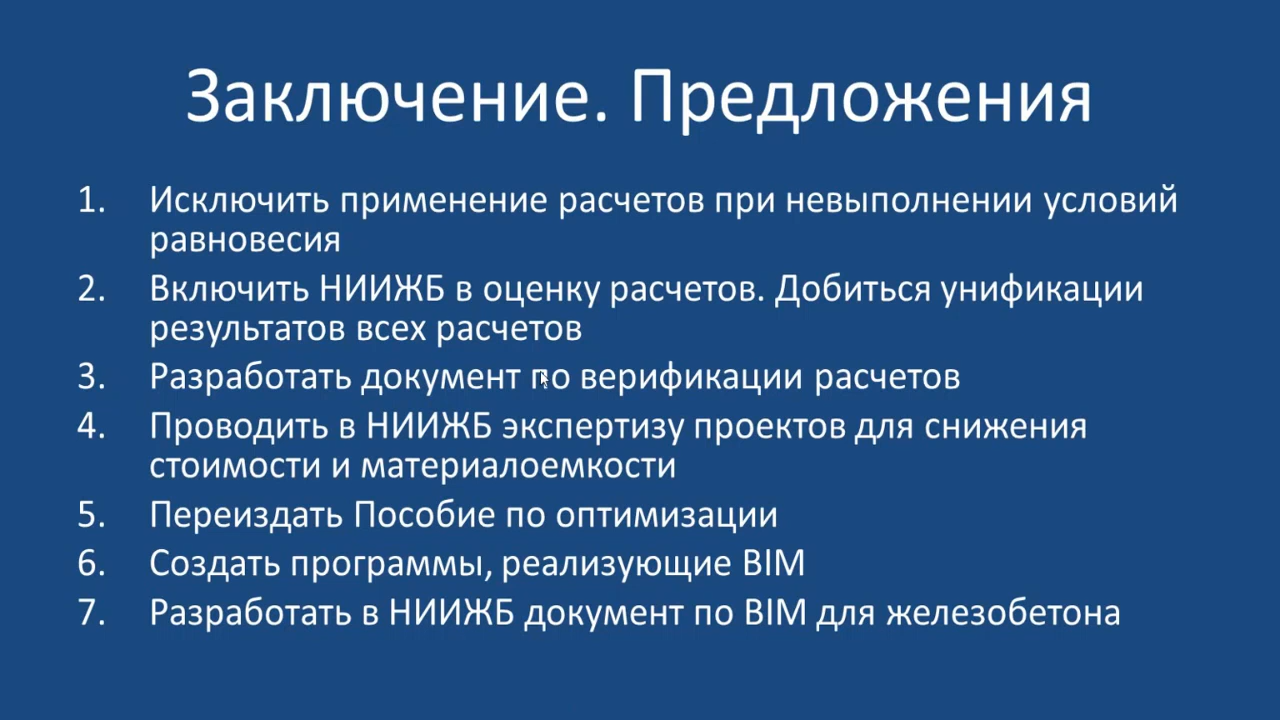 Заключение. Предложения
1. Исключить применение расчетов при невыполнении условий
равновесия
2. Включить НИИЖБ в оценку расчетов. Добиться унификации
результатов всех расчетов
3. Разработать документ по верификации расчетов
4. Проводить в НИИЖБ экспертизу проектов для снижения
стоимости и материалоемкости
5. Переиздать Пособие по оптимизации
6. Создать программы, реализующие BIM
7. Разработать в НИИЖБ документ по BIM для железобетона